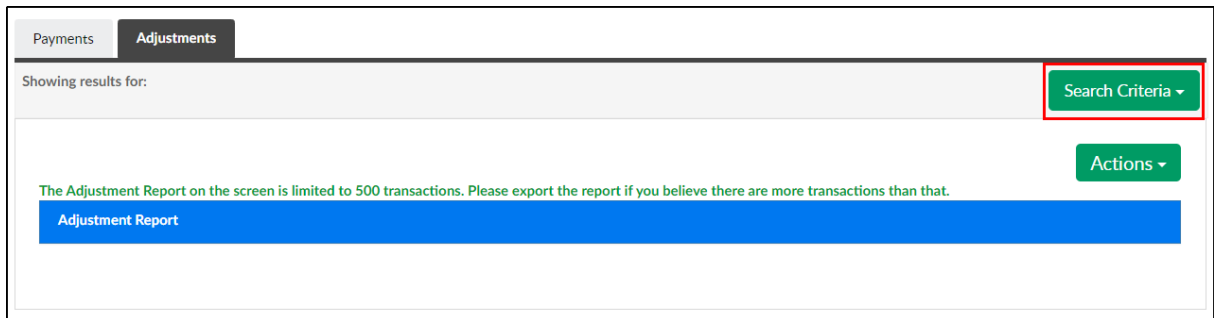 Payments
Adjustments
Showing results for:
Search Criteria
Actions
The Adjustment Report on the screen is limited to 500 transactions. Please export the report if you believe there are more transactions than that.
Adjustment Report